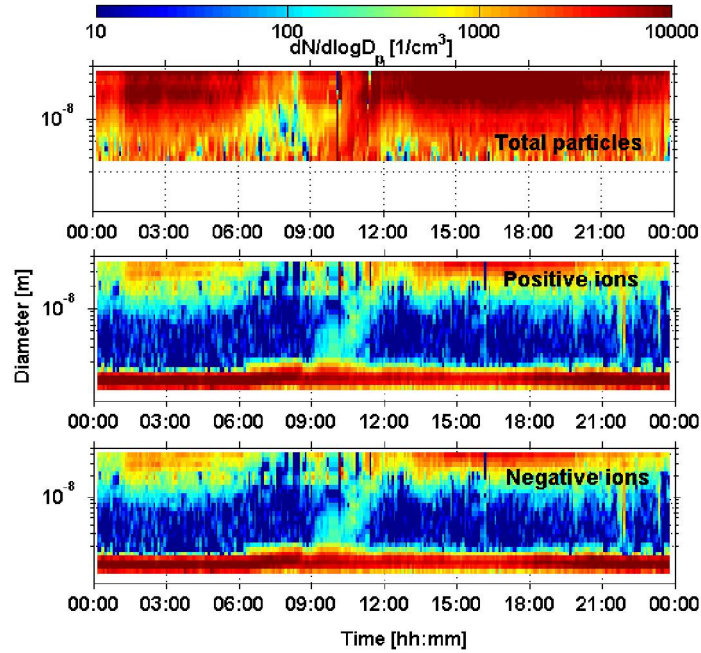 10 100 1000 10000
dN/dlogDp [1/cm³]
10⁻⁸
Total particles
00:00 03:00 06:00 09:00 12:00 15:00 18:00 21:00 00:00
Positive ions
10⁻⁸
Diameter [m]
00:00 03:00 06:00 09:00 12:00 15:00 18:00 21:00 00:00
Negative ions
10⁻⁸
00:00 03:00 06:00 09:00 12:00 15:00 18:00 21:00 00:00
Time [hh:mm]